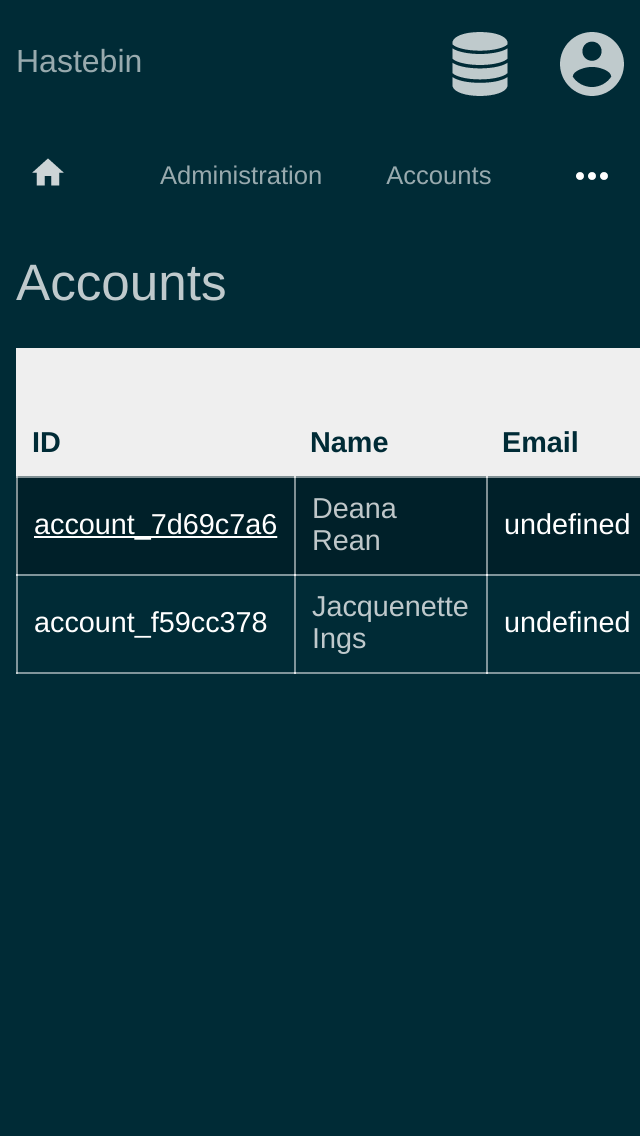 Hastebin
Administration Accounts
Accounts
ID Name Email
account_7d69c7a6 Deana Rean undefined
account_f59cc378 Jacquenette Ings undefined